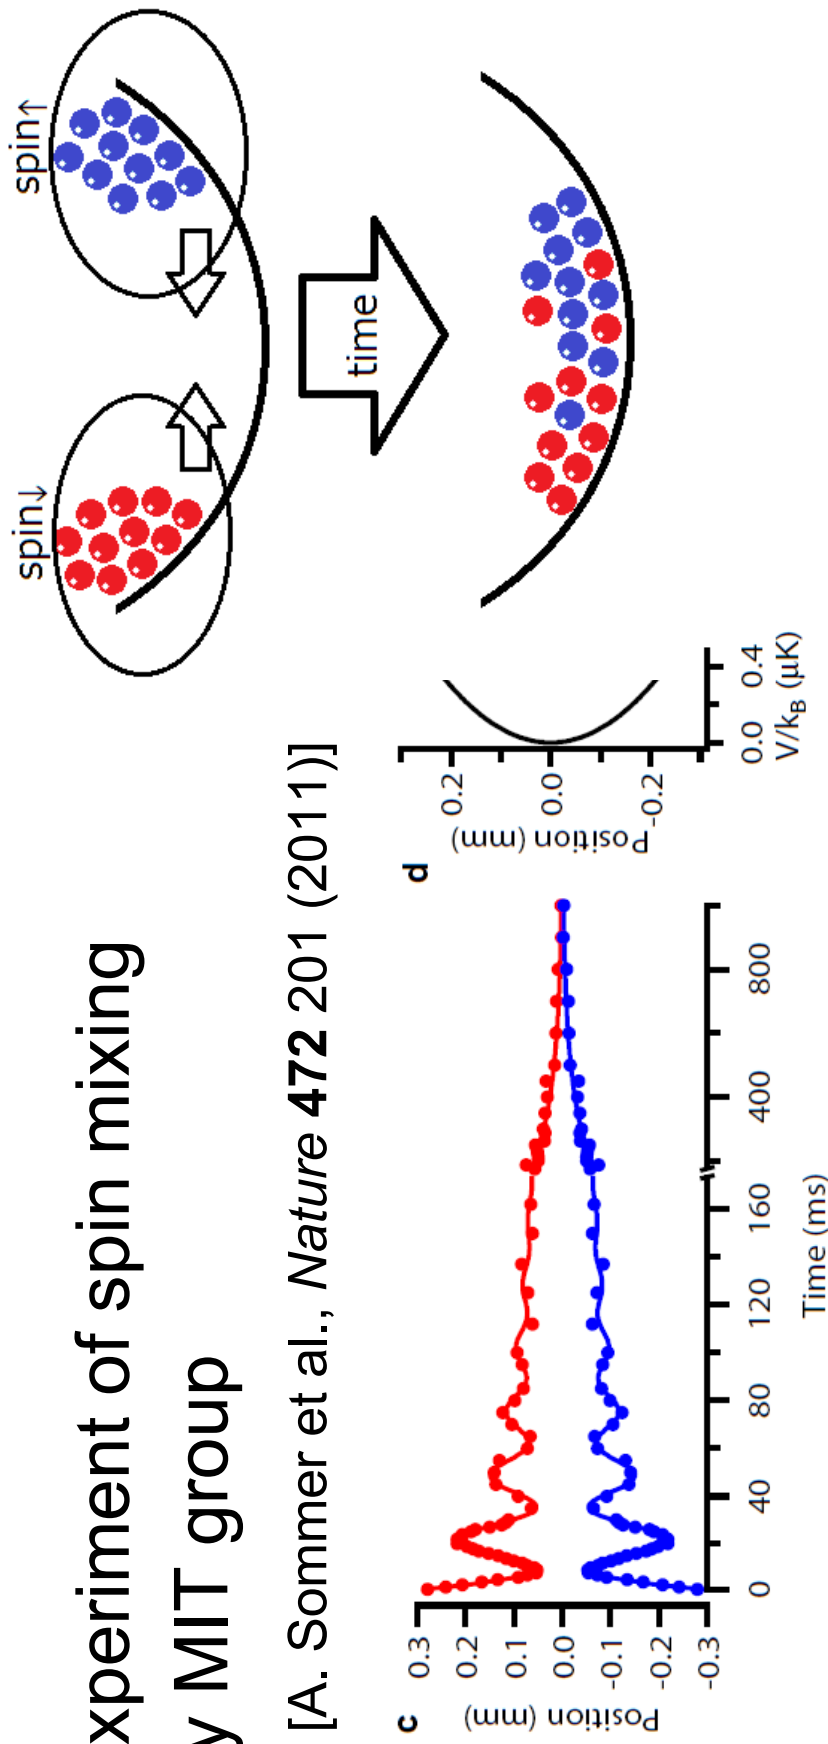 xperiment of spin mixing
y MIT group
[A. Sommer et al., Nature 472 201 (2011)]
spin↓
spin↑
time
c
Position (mm)
0.3
0.2
0.1
0.0
-0.1
-0.2
-0.3
0 40 80 120 160 400 800
Time (ms)
d
Position (mm)
0.2
0.0
-0.2
0.0 0.4
V/kB (μK)